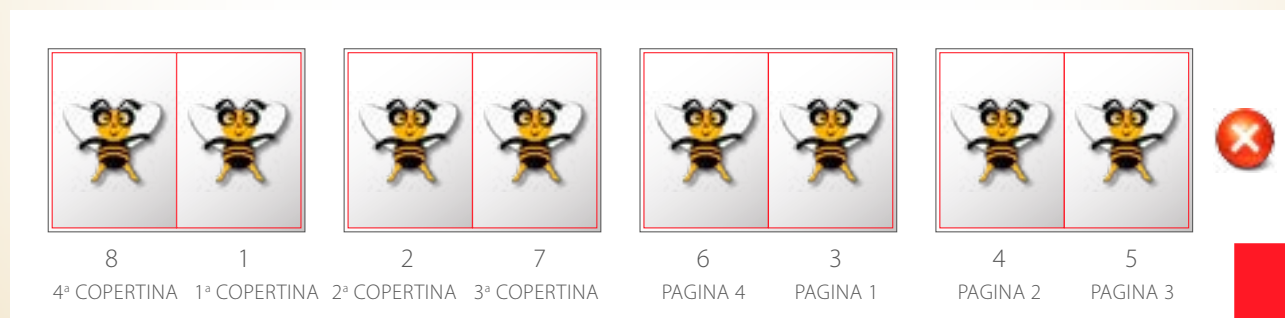 8 1 2 7 6 3 4 5
4ª COPERTINA 1ª COPERTINA 2ª COPERTINA 3ª COPERTINA PAGINA 4 PAGINA 1 PAGINA 2 PAGINA 3